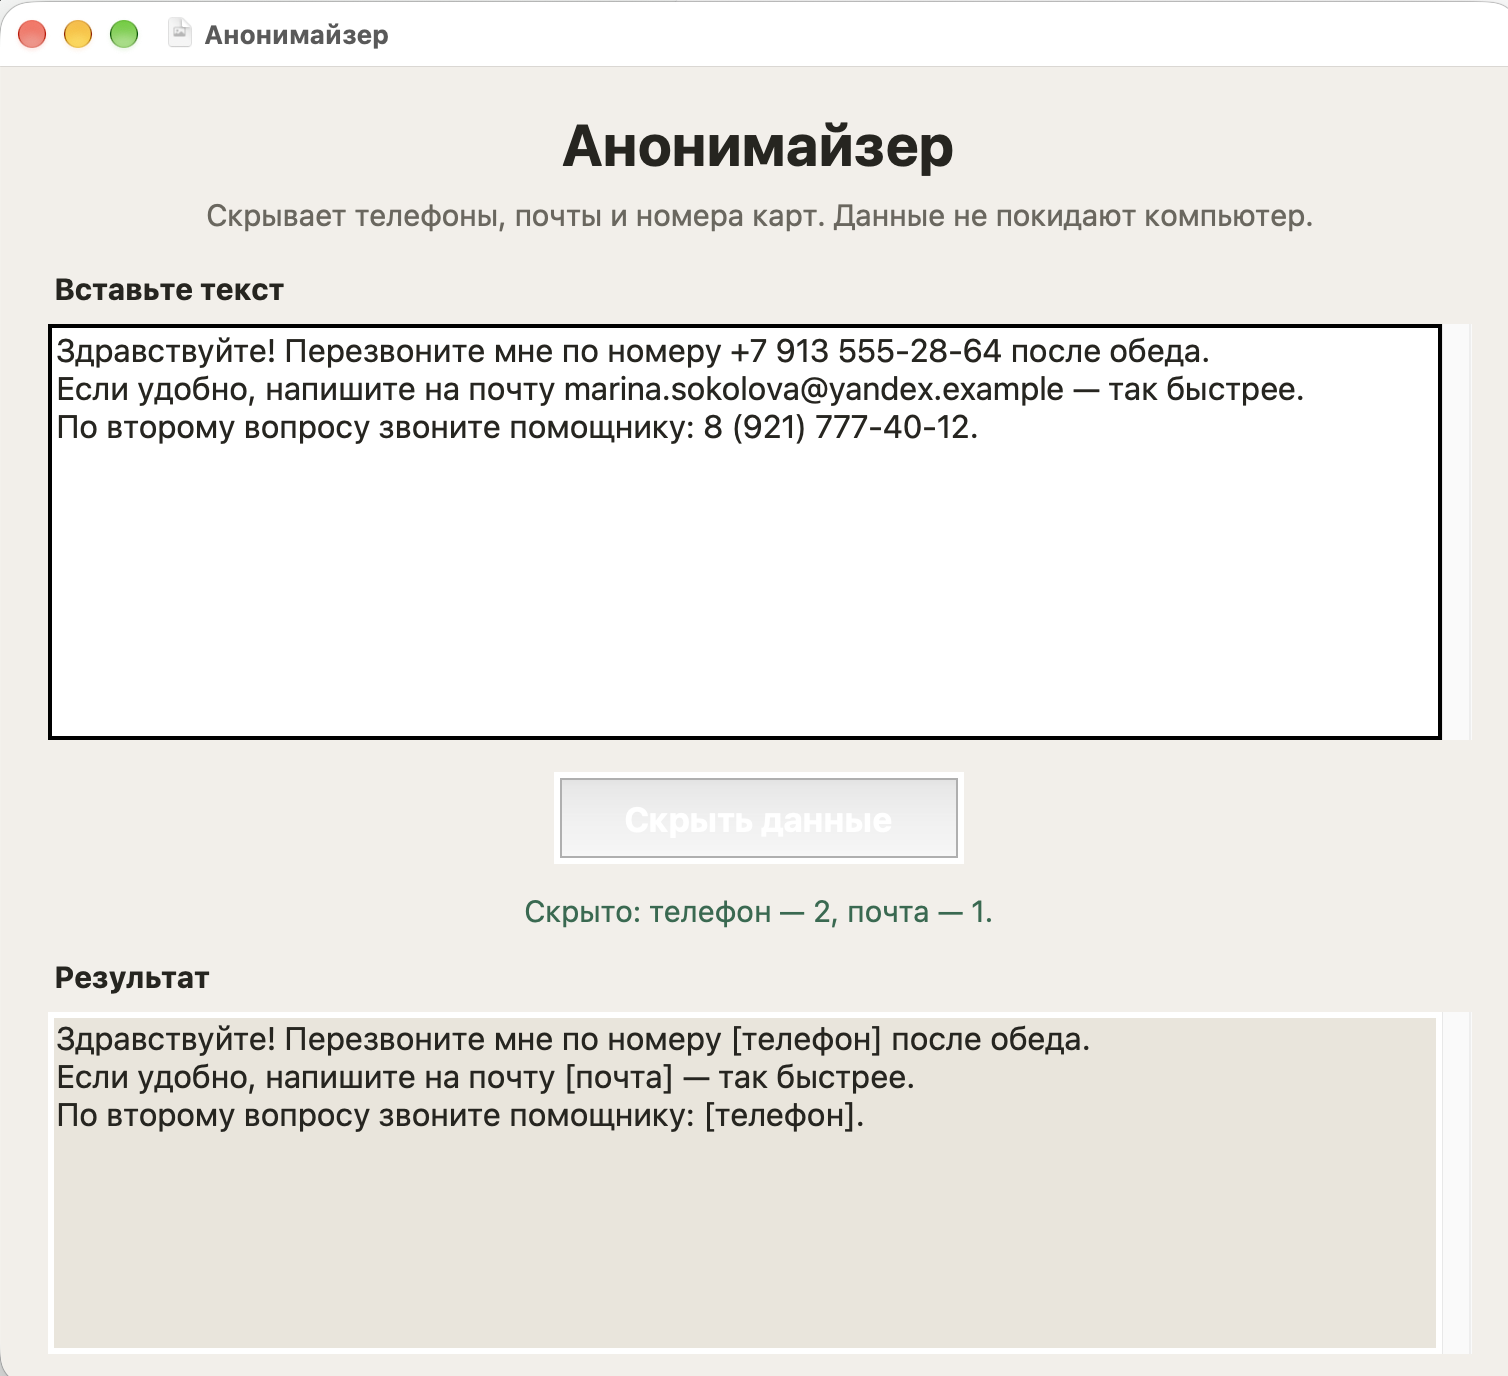 Анонимайзер
Анонимайзер
Скрывает телефоны, почты и номера карт. Данные не покидают компьютер.
Вставьте текст
Здравствуйте! Перезвоните мне по номеру +7 913 555-28-64 после обеда.
Если удобно, напишите на почту marina.sokolova@yandex.example — так быстрее.
По второму вопросу звоните помощнику: 8 (921) 777-40-12.
Скрыть данные
Скрыто: телефон — 2, почта — 1.
Результат
Здравствуйте! Перезвоните мне по номеру [телефон] после обеда.
Если удобно, напишите на почту [почта] — так быстрее.
По второму вопросу звоните помощнику: [телефон].